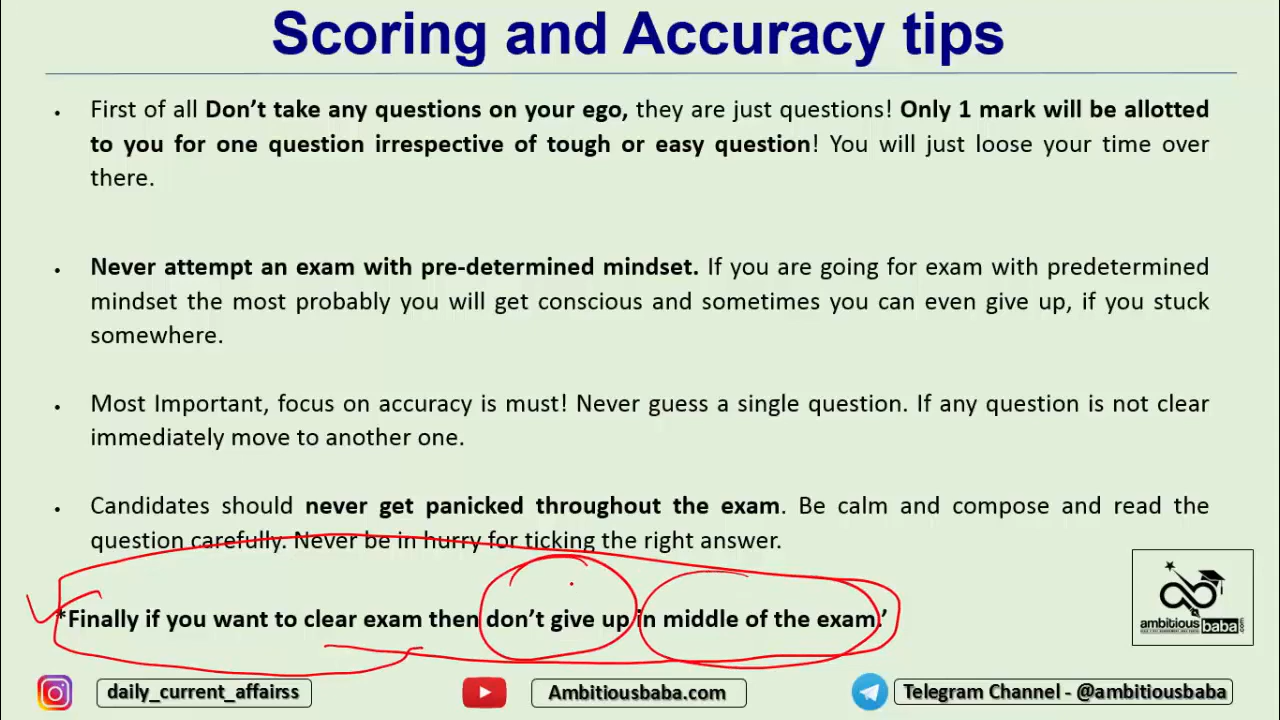 Scoring and Accuracy tips
• First of all Don't take any questions on your ego, they are just questions! Only 1 mark will be allotted
to you for one question irrespective of tough or easy question! You will just loose your time over
there.
• Never attempt an exam with pre-determined mindset. If you are going for exam with predetermined
mindset the most probably you will get conscious and sometimes you can even give up, if you stuck
somewhere.
• Most Important, focus on accuracy is must! Never guess a single question. If any question is not clear
immediately move to another one.
• Candidates should never get panicked throughout the exam. Be calm and compose and read the
question carefully. Never be in hurry for ticking the right answer.
*Finally if you want to clear exam then don't give up in middle of the exam.'
ambitious baba .com
daily_current_affairss
Ambitiousbaba.com
Telegram Channel - @ambitiousbaba